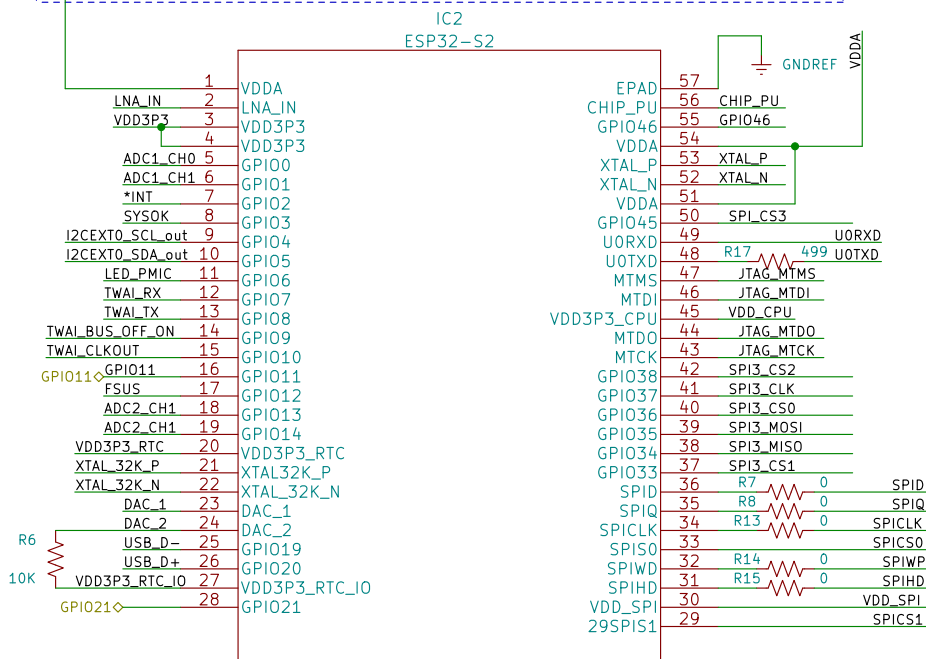 IC2
ESP32-S2
1 VDDA
LNA_IN 2 LNA_IN
VDD3P3 3 VDD3P3
4 VDD3P3
ADC1_CH0 5 GPIO0
ADC1_CH1 6 GPIO1
*INT 7 GPIO2
SYSOK 8 GPIO3
I2CEXT0_SCL_out 9 GPIO4
I2CEXT0_SDA_out 10 GPIO5
LED_PMIC 11 GPIO6
TWAI_RX 12 GPIO7
TWAI_TX 13 GPIO8
TWAI_BUS_OFF_ON 14 GPIO9
TWAI_CLKOUT 15 GPIO10
GPIO11 GPIO11 16 GPIO11
FSUS 17 GPIO12
ADC2_CH1 18 GPIO13
ADC2_CH1 19 GPIO14
VDD3P3_RTC 20 VDD3P3_RTC
XTAL_32K_P 21 XTAL32K_P
XTAL_32K_N 22 XTAL_32K_N
DAC_1 23 DAC_1
DAC_2 24 DAC_2
R6
10K
USB_D- 25 GPIO19
USB_D+ 26 GPIO20
VDD3P3_RTC_IO 27 VDD3P3_RTC_IO
GPIO21 28 GPIO21
EPAD 57 GNDREF
VDDA
CHIP_PU 56 CHIP_PU
GPIO46 55 GPIO46
VDDA 54
XTAL_P 53 XTAL_P
XTAL_N 52 XTAL_N
VDDA 51
GPIO45 50 SPI_CS3
U0RXD 49 U0RXD
U0TXD 48 R17 499 U0TXD
MTMS 47 JTAG_MTMS
MTDI 46 JTAG_MTDI
VDD3P3_CPU 45 VDD_CPU
MTDO 44 JTAG_MTDO
MTCK 43 JTAG_MTCK
GPIO38 42 SPI3_CS2
GPIO37 41 SPI3_CLK
GPIO36 40 SPI3_CS0
GPIO35 39 SPI3_MOSI
GPIO34 38 SPI3_MISO
GPIO33 37 SPI3_CS1
SPID 36 R7 0 SPID
SPIQ 35 R8 0 SPIQ
SPICLK 34 R13 0 SPICLK
SPIS0 33 SPICS0
SPIWD 32 R14 0 SPIWP
SPIHD 31 R15 0 SPIHD
VDD_SPI 30 VDD_SPI
29SPIS1 29 SPICS1